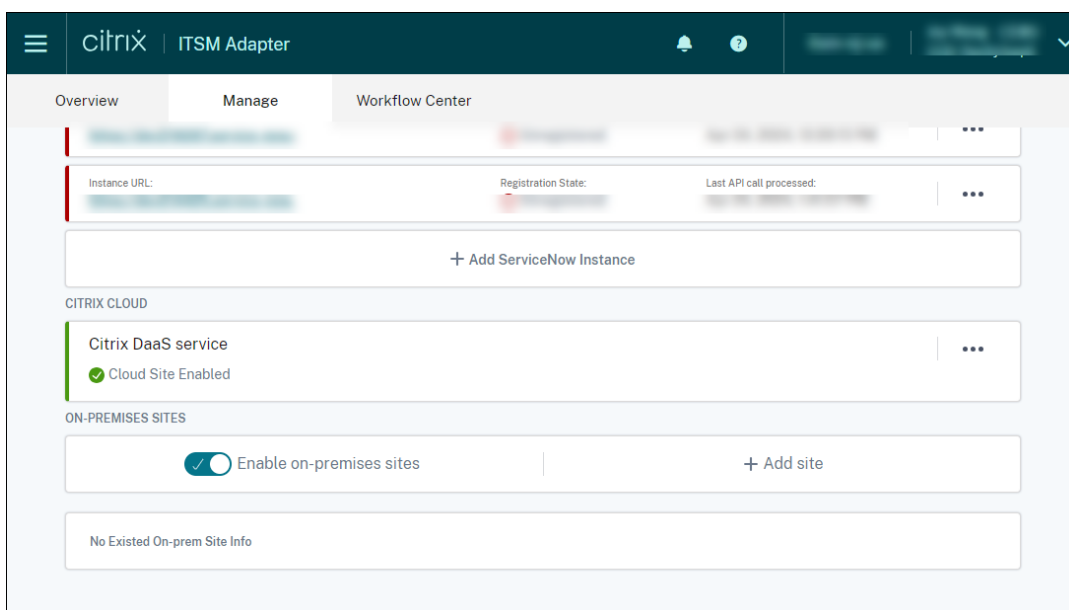 citrix ITSM Adapter
Overview Manage Workflow Center
Instance URL: Registration State: Last API call processed:
+ Add ServiceNow Instance
CITRIX CLOUD
Citrix DaaS service
Cloud Site Enabled
ON-PREMISES SITES
Enable on-premises sites + Add site
No Existed On-prem Site Info